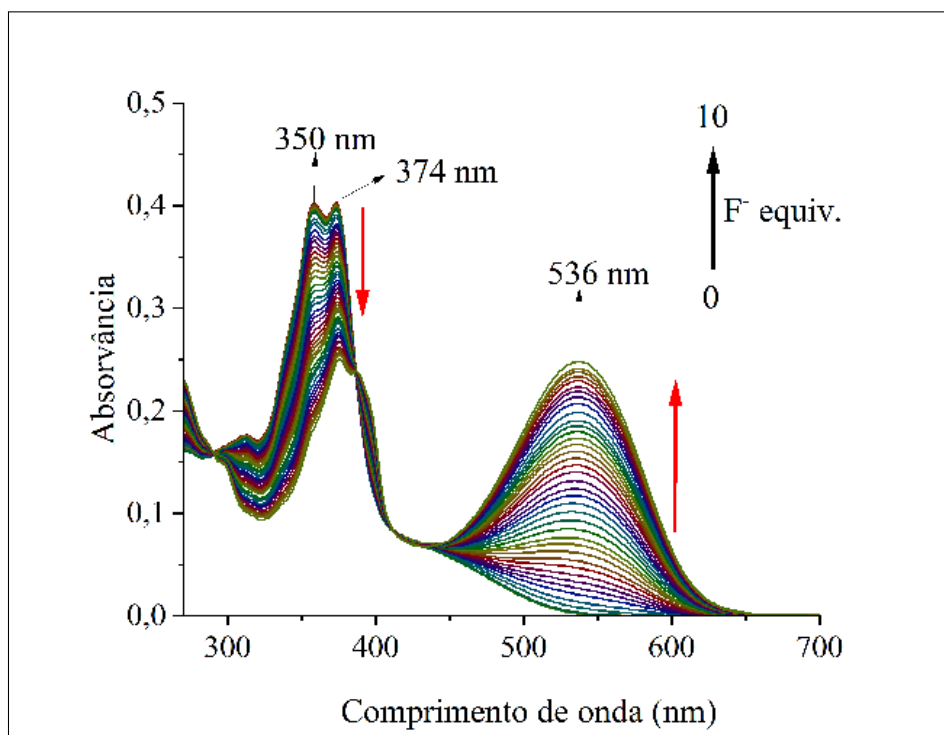 0,5
0,4
0,3
0,2
0,1
0,0
Absorvância
350 nm
374 nm
536 nm
10
F- equiv.
0
300 400 500 600 700
Comprimento de onda (nm)